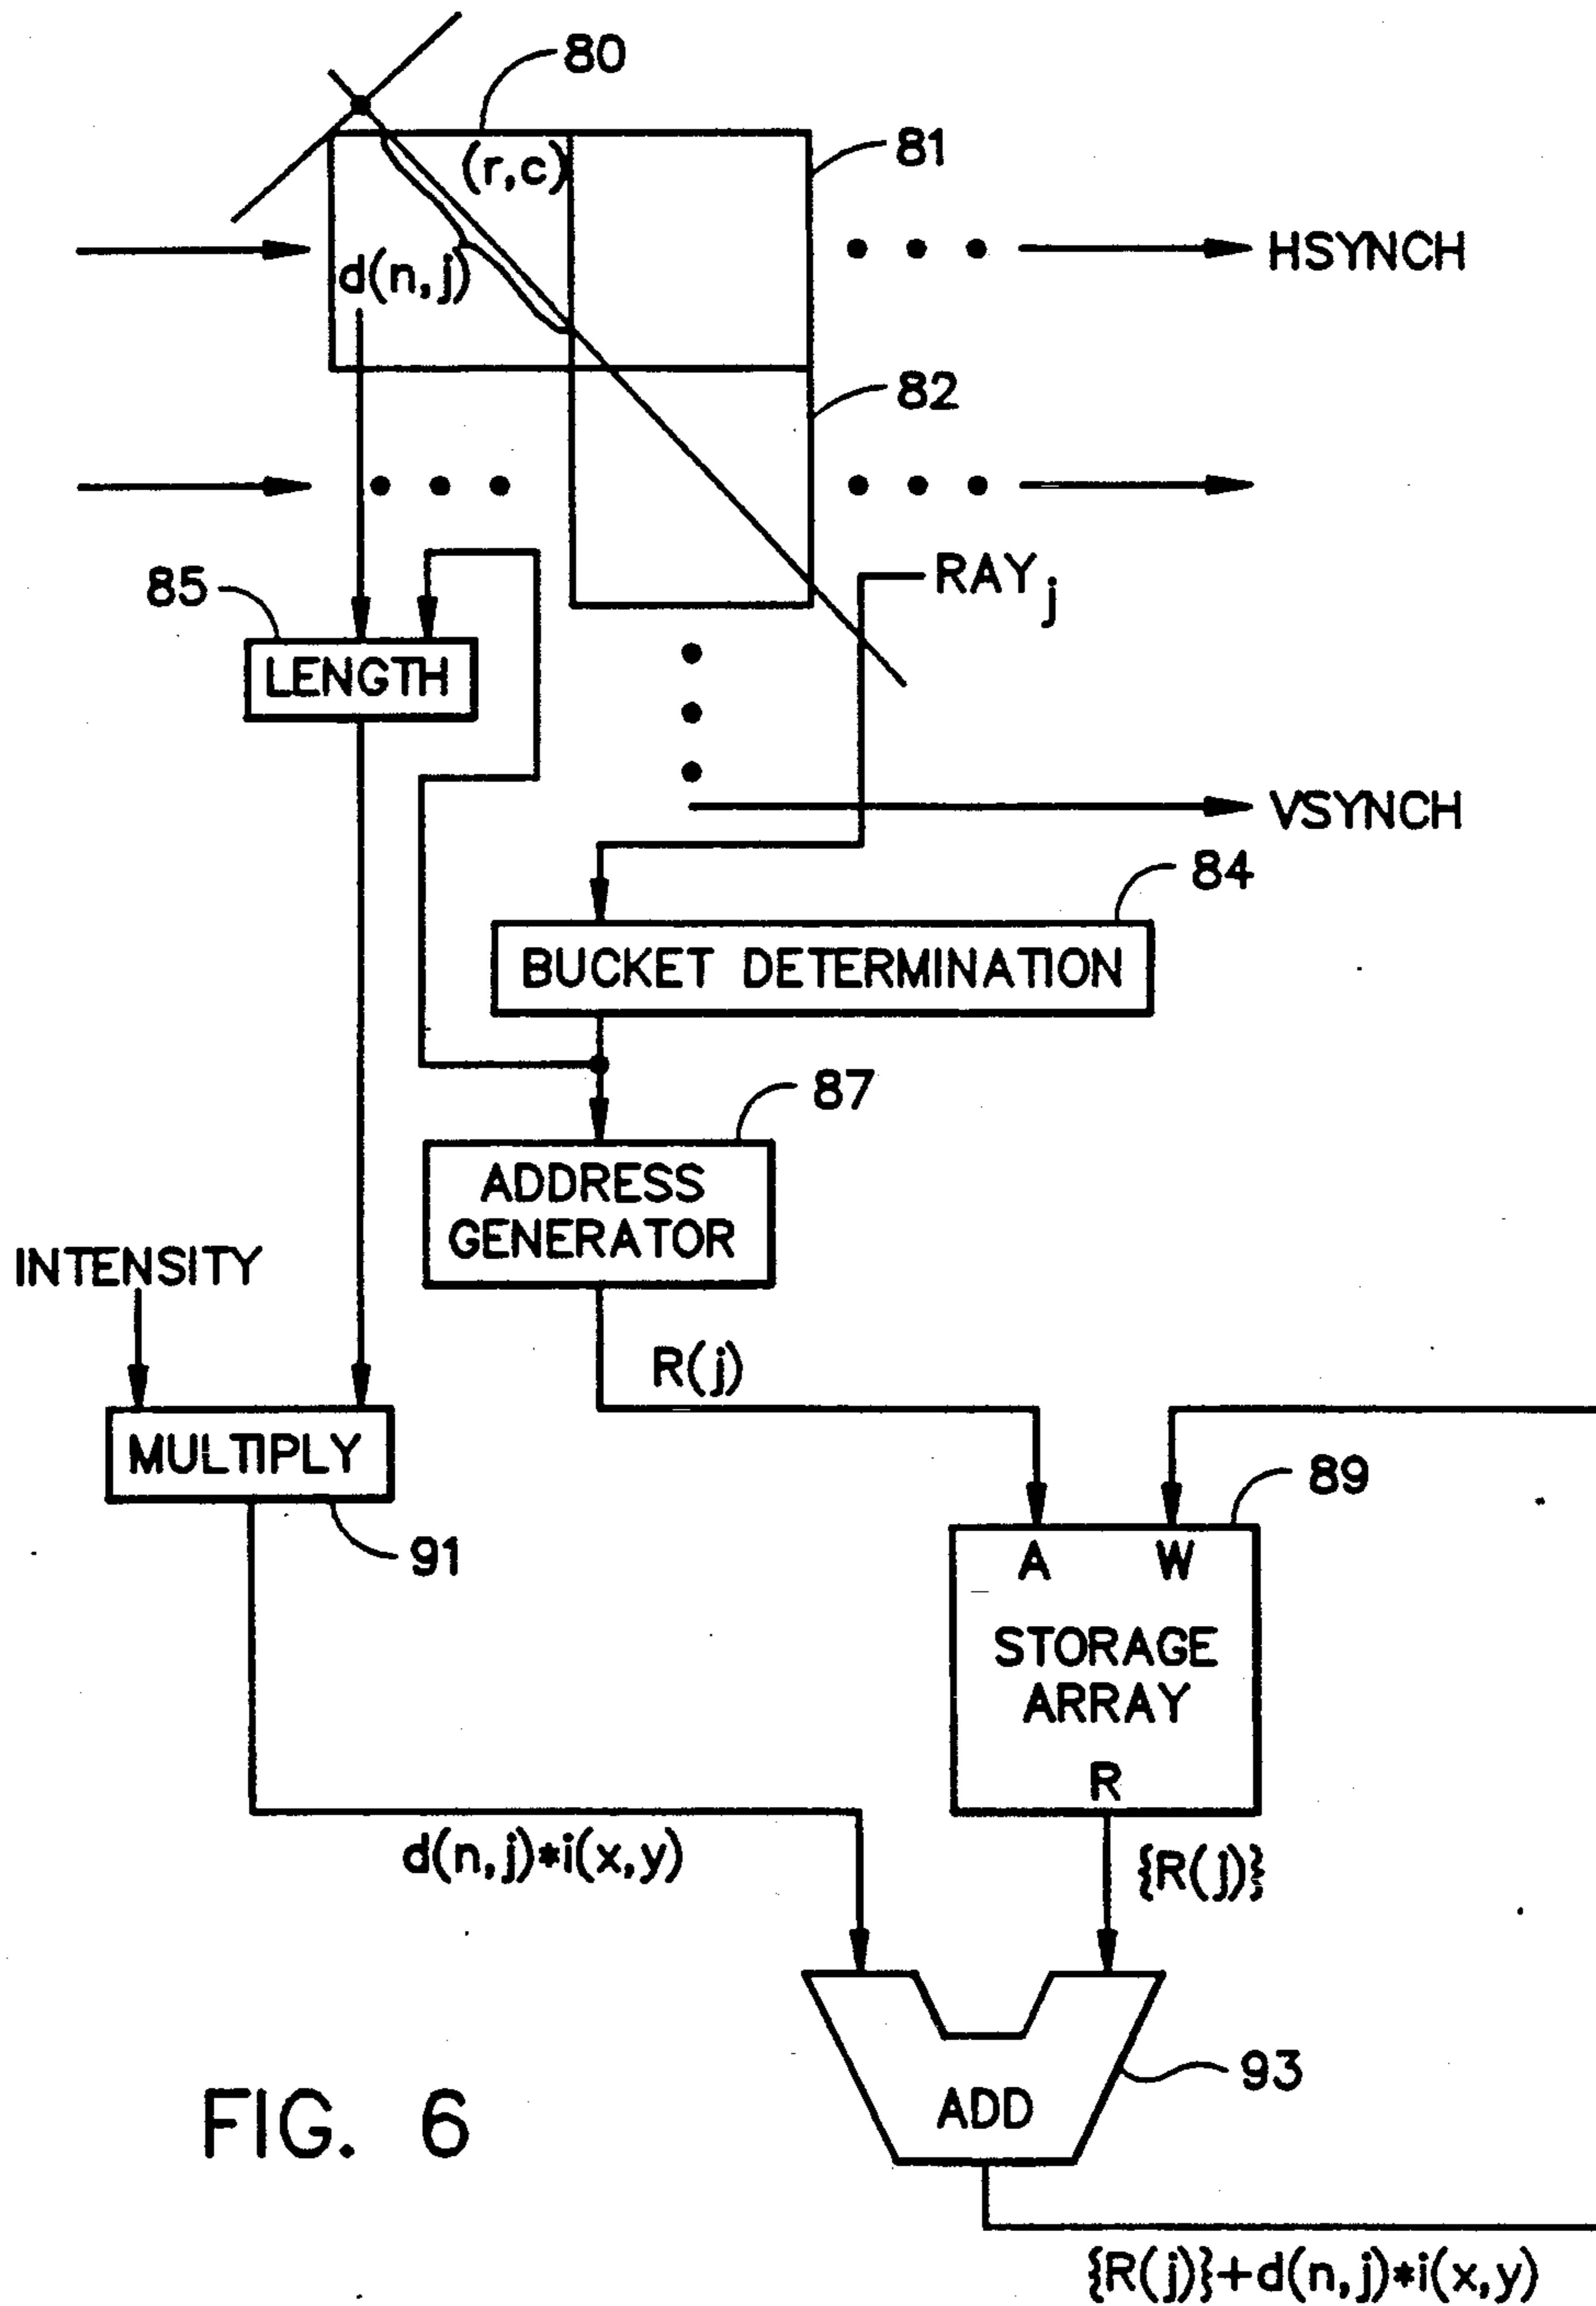 80
(r,c)
81
HSYNCH
d(n,j)
82
RAY j
85
LENGTH
VSYNCH
84
BUCKET DETERMINATION
87
ADDRESS
GENERATOR
INTENSITY
R(j)
MULTIPLY
89
91
A W
STORAGE
ARRAY
R
d(n,j)*i(x,y)
{R(j)}
93
ADD
FIG. 6
{R(j)}+d(n,j)*i(x,y)